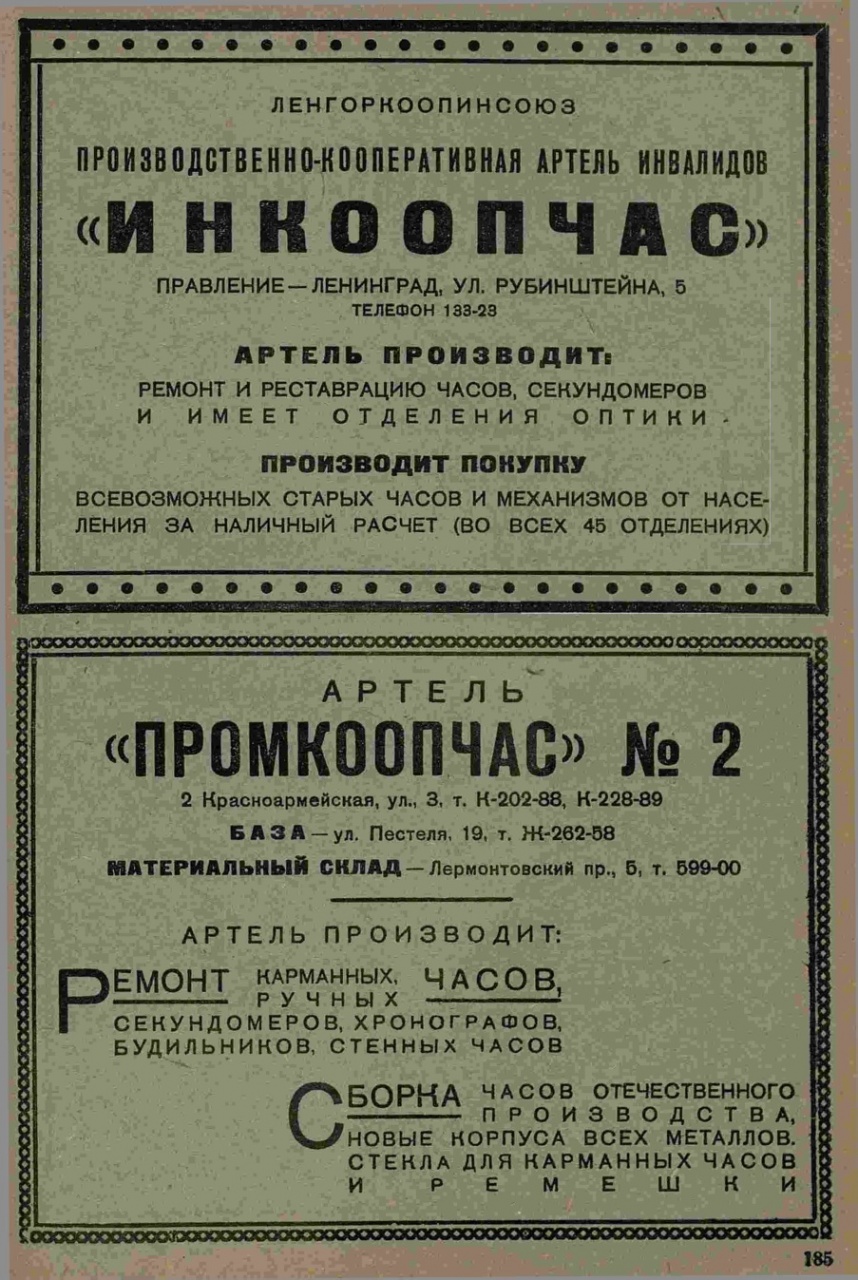 ЛЕНГОРКООПИНСОЮЗ
ПРОИЗВОДСТВЕННО-КООПЕРАТИВНАЯ АРТЕЛЬ ИНВАЛИДОВ
«ИНКООПЧАС»
ПРАВЛЕНИЕ — ЛЕНИНГРАД, УЛ. РУБИНШТЕЙНА, 5
ТЕЛЕФОН 133-23
АРТЕЛЬ ПРОИЗВОДИТ:
РЕМОНТ И РЕСТАВРАЦИЮ ЧАСОВ, СЕКУНДОМЕРОВ
И ИМЕЕТ ОТДЕЛЕНИЯ ОПТИКИ
ПРОИЗВОДИТ ПОКУПКУ
ВСЕВОЗМОЖНЫХ СТАРЫХ ЧАСОВ И МЕХАНИЗМОВ ОТ НАСЕ-
ЛЕНИЯ ЗА НАЛИЧНЫЙ РАСЧЕТ (ВО ВСЕХ 45 ОТДЕЛЕНИЯХ)
АРТЕЛЬ
«ПРОМКООПЧАС» № 2
2 Красноармейская, ул., 3, т. К-202-88, К-228-89
БАЗА — ул. Пестеля, 19, т. Ж-262-58
МАТЕРИАЛЬНЫЙ СКЛАД — Лермонтовский пр., 5, т. 599-00
АРТЕЛЬ ПРОИЗВОДИТ:
РЕМОНТ КАРМАННЫХ, РУЧНЫХ ЧАСОВ,
СЕКУНДОМЕРОВ, ХРОНОГРАФОВ,
БУДИЛЬНИКОВ, СТЕННЫХ ЧАСОВ
СБОРКА ЧАСОВ ОТЕЧЕСТВЕННОГО
ПРОИЗВОДСТВА,
НОВЫЕ КОРПУСА ВСЕХ МЕТАЛЛОВ.
СТЕКЛА ДЛЯ КАРМАННЫХ ЧАСОВ
И РЕМЕШКИ
185